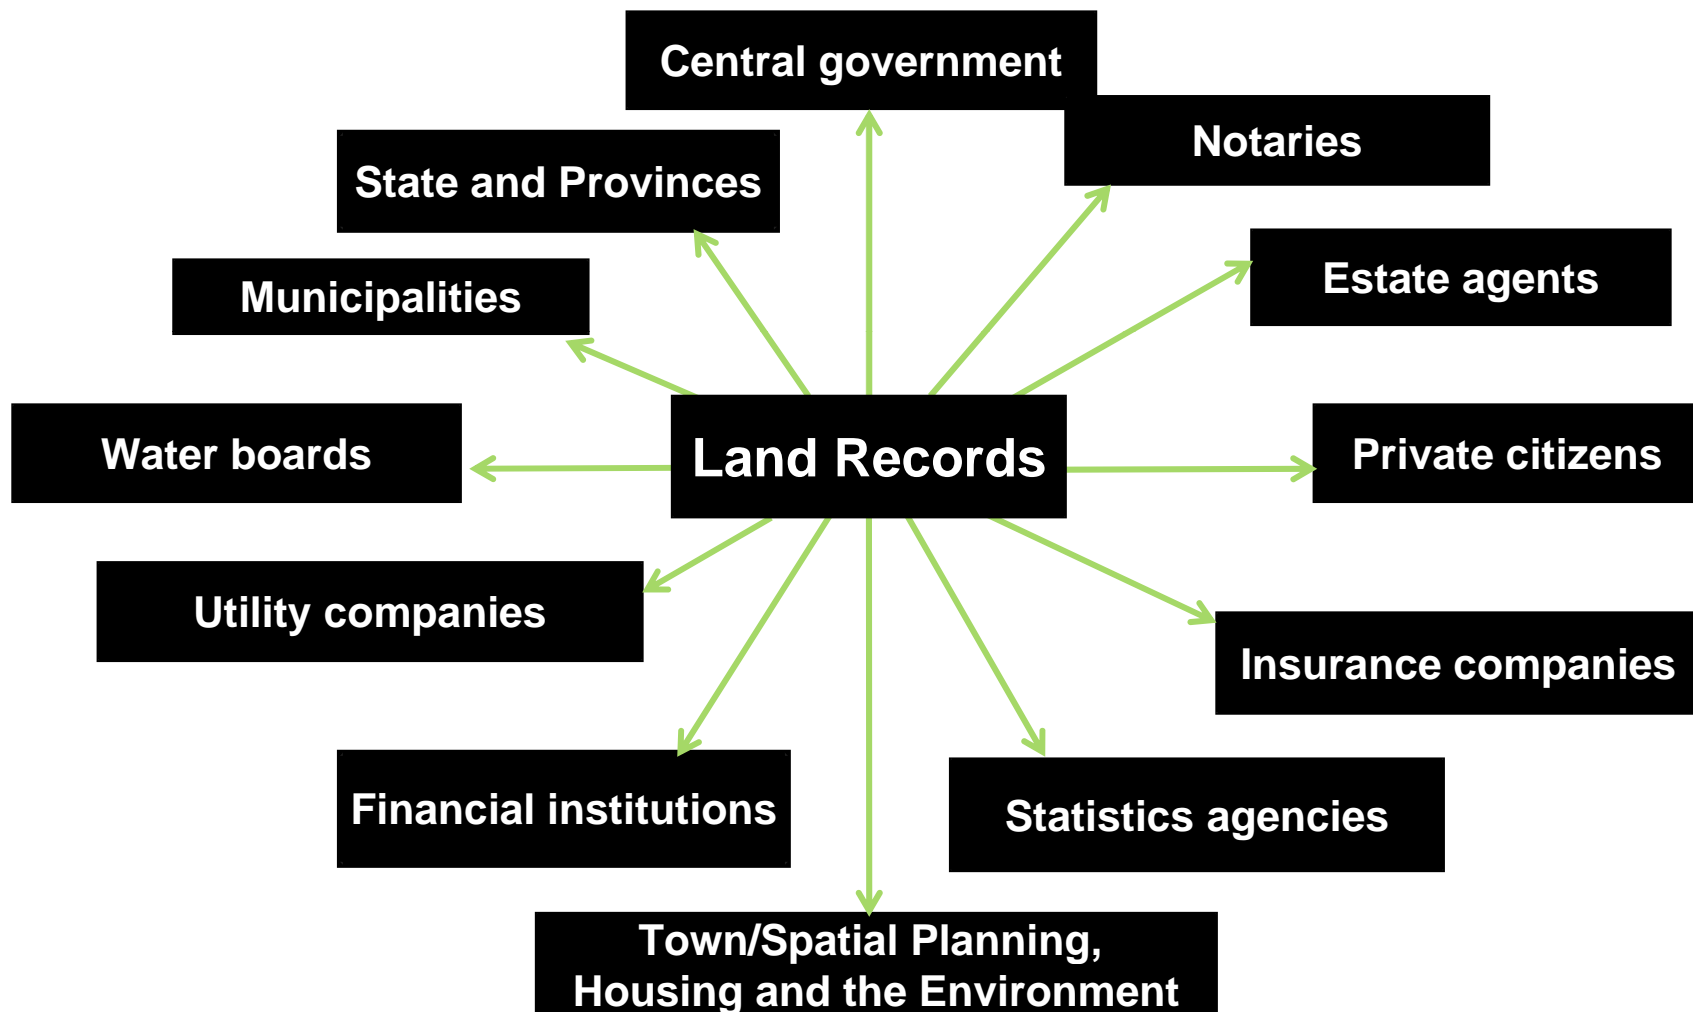 Central government
Notaries
State and Provinces
Estate agents
Municipalities
Water boards
Land Records
Private citizens
Utility companies
Insurance companies
Financial institutions
Statistics agencies
Town/Spatial Planning,
Housing and the Environment